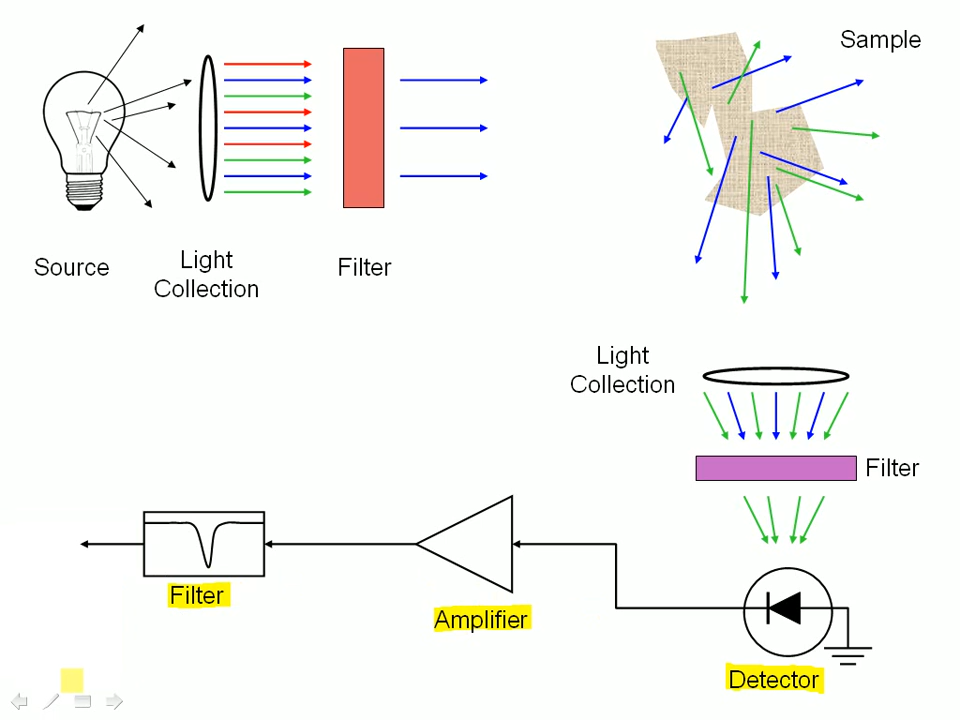 Sample
Source
Light
Collection
Filter
Light
Collection
Filter
Filter
Amplifier
Detector